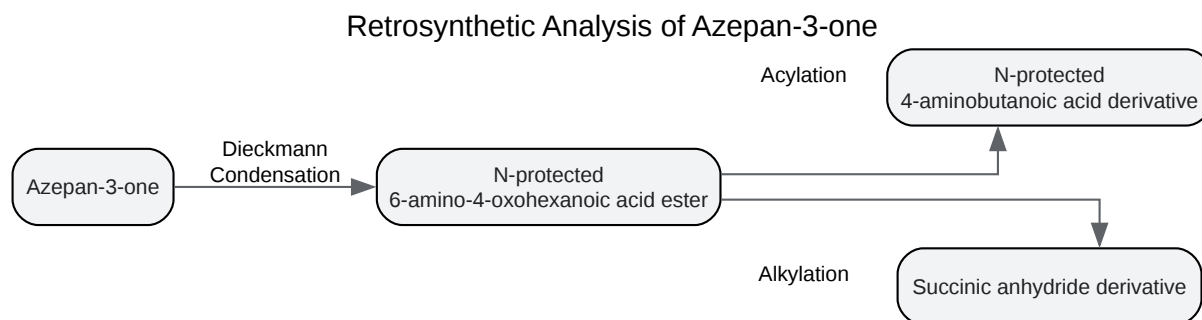 Retrosynthetic Analysis of Azepan-3-one
Acylation
N-protected
4-aminobutanoic acid derivative
Dieckmann
Condensation
Azepan-3-one
N-protected
6-amino-4-oxohexanoic acid ester
Alkylation
Succinic anhydride derivative